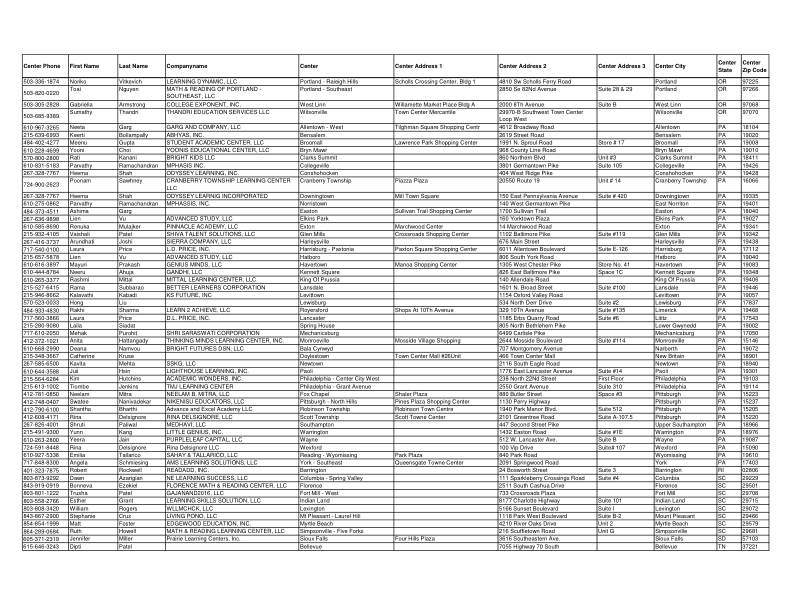 Center Phone First Name Last Name Companyname Center Center Address 1 Center Address 2 Center Address 3 Center City Center State Center Zip Code
503-336-1874 Noriko Vitkevich LEARNING DYNAMIC, LLC Portland - Raleigh Hills Scholls Crossing Center, Bldg 1 4810 Sw Scholls Ferry Road Portland OR 97225
503-820-0220 Toai Nguyen MATH & READING OF PORTLAND - SOUTHEAST, LLC Portland - Southeast 2850 Se 82Nd Avenue Suite 28 & 29 Portland OR 97266
503-305-2828 Gabriella Armstrong COLLEGE EXPONENT, INC. West Linn Willamette Market Place Bldg A 2000 8Th Avenue Suite B West Linn OR 97068
503-685-9389 Sumathy Thandri THANDRI EDUCATION SERVICES LLC Wilsonville Town Center Mercantile 29970-B Southwest Town Center Loop West Wilsonville OR 97070
610-967-3265 Neeta Garg GARG AND COMPANY, LLC Allentown - West Tilghman Square Shopping Centr 4612 Broadway Road Allentown PA 18104
215-639-6993 Keerti Bollampally ABHYAS, INC. Bensalem 2619 Street Road Bensalem PA 19020
484-402-4277 Meenu Gupta STUDENT ACADEMIC CENTER, LLC Broomall Lawrence Park Shopping Center 1991 N. Sproul Road Store # 17 Broomall PA 19008
610-228-4699 Yooni Choi YOONIS EDUCATIONAL CENTER, LLC Bryn Mawr 968 County Line Road Bryn Mawr PA 19010
570-800-2800 Rati Kanani BRIGHT KIDS LLC Clarks Summit 860 Northern Blvd Unit #3 Clarks Summit PA 18411
610-831-5183 Parvathy Ramachandran MPHASIS INC. Collegeville 3801 Germantown Pike Suite 105 Collegeville PA 19426
267-328-7767 Heema Shah ODYSSEY LEARNING, INC. Conshohocken 404 West Ridge Pike Conshohocken PA 19428
724-900-2623 Poonam Sawhney CRANBERRY TOWNSHIP LEARNING CENTER LLC Cranberry Township Piazza Plaza 20550 Route 19 Unit # 14 Cranberry Township PA 16066
267-328-7767 Heema Shah ODYSSEY LEARNIG INCORPORATED Downingtown Mill Town Square 150 East Pennsylvania Avenue Suite # 420 Downingtown PA 19335
610-275-0862 Parvathy Ramachandran MPHASIS, INC. Norristown 140 West Germantown Pike East Norriton PA 19401
484-373-4511 Ashima Garg Easton Sullivan Trail Shopping Center 1700 Sullivan Trail Easton PA 18040
267-636-9898 Lien Vu ADVANCED STUDY, LLC Elkins Park 160 Yorktown Plaza Elkins Park PA 19027
610-585-8690 Renuka Mulajker PINNACLE ACADEMY, LLC Exton Marchwood Center 14 Marchwood Road Exton PA 19341
215-932-4105 Vaishali Patel SHIVA TALENT SOLUTIONS, LLC Glen Mills Crossroads Shopping Center 1102 Baltimore Pike Suite #119 Glen Mills PA 19342
267-416-3737 Arundhati Joshi SIERRA COMPANY, LLC Harleysville 676 Main Street Harleysville PA 19438
717-540-0100 Laura Price L.D. PRICE, INC. Harrisburg - Paxtonia Paxton Square Shopping Center 6011 Allentown Boulevard Suite E-126 Harrisburg PA 17112
215-657-5878 Lien Vu ADVANCED STUDY, LLC Hatboro 806 South York Road Hatboro PA 19040
610-616-3897 Mayuri Prakash GENIUS MINDS, LLC Havertown Manoa Shopping Center 1305 West Chester Pike Store No. 41 Havertown PA 19083
610-444-8784 Neeru Ahuja GANDHI, LLC Kennett Square 826 East Baltimore Pike Space 1C Kennett Square PA 19348
610-265-3377 Rashmi Mittal MITTAL LEARNING CENTER, LLC King Of Prussia 140 Allendale Road King Of Prussia PA 19406
215-527-6415 Rama Subbarao BETTER LEARNERS CORPORATION Lansdale 1601 N. Broad Street Suite #100 Lansdale PA 19446
215-946-8662 Kalavathi Kabadi KS FUTURE, INC Levittown 1154 Oxford Valley Road Levittown PA 19057
570-523-0033 Hong Liu Lewisburg 534 North Derr Drive Suite #2 Lewisburg PA 17837
484-933-4830 Rakhi Sharma LEARN 2 ACHIEVE, LLC Royersford Shops At 10Th Avenue 329 10Th Avenue Suite #135 Limerick PA 19468
717-560-3866 Laura Price D.L. PRICE, INC. Lancaster 1185 Erbs Quarry Road Suite #6 Lititz PA 17543
215-280-9080 Laila Siadat Spring House 805 North Bethlehem Pike Lower Gwynedd PA 19002
717-610-2050 Mehak Purohit SHRI SARASWATI CORPORATION Mechanicsburg 6499 Carlisle Pike Mechanicsburg PA 17050
412-372-1021 Anita Hattangady THINKING MINDS LEARNING CENTER, INC. Monroeville Mosside Village Shopping 2644 Mosside Boulevard Suite #114 Monroeville PA 15146
610-668-2990 Deana Namvou BRIGHT FUTURES DSN, LLC Bala Cynwyd 707 Montgomery Avenue Narberth PA 19072
215-348-3667 Catherine Kruse Doylestown Town Center Mall #26Unit 466 Town Center Mall New Britain PA 18901
267-585-6500 Kavita Mehta SSKG, LLC Newtown 2116 South Eagle Road Newtown PA 18940
610-644-3588 Juli Hsin LIGHTHOUSE LEARNING, INC. Paoli 1776 East Lancaster Avenue Suite #14 Paoli PA 19301
215-564-6284 Kim Hutchins ACADEMIC WONDERS, INC. Philadelphia - Center City West 238 North 22Nd Street First Floor Philadelphia PA 19103
215-613-1002 Tiombe Jenkins TMJ LEARNING CENTER Philadelphia - Grant Avenue 2550 Grant Avenue Suite 310 Philadelphia PA 19114
412-781-0850 Neelam Mitra NEELAM B. MITRA, LLC Fox Chapel Shaler Plaza 880 Butler Street Space #3 Pittsburgh PA 15223
412-748-0407 Swatee Nanivadekar NIKENISU EDUCATORS, LLC Pittsburgh - North Hills Pines Plaza Shopping Center 1130 Perry Highway Pittsburgh PA 15237
412-790-6100 Shantha Bharthi Advance and Excel Academy LLC Robinson Township Robinson Town Centre 1940 Park Manor Blvd. Suite 512 Pittsburgh PA 15205
412-608-4171 Rina Delsignore RINA DELSIGNORE, LLC Scott Township Scott Towne Center 2101 Greentree Road Suite A-107.5 Pittsburgh PA 15220
267-826-4001 Shruti Paliwal MEDHAVI, LLC Southampton 447 Second Street Pike Upper Southampton PA 18966
215-491-9300 Yunn Kang LITTLE GENIUS, INC. Warrington 1432 Easton Road Suite #1E Warrington PA 18976
610-263-2800 Yeera Jain PURPLELEAF CAPITAL, LLC Wayne 512 W. Lancaster Ave. Suite B Wayne PA 19087
724-591-8448 Rina Delsignore Rina Delsignore LLC Wexford 100 Vip Drive Suite# 107 Wexford PA 15090
610-927-5338 Emilia Tallarico SAHAY & TALLARICO, LLC Reading - Wyomissing Park Plaza 840 Park Road Wyomissing PA 19610
717-848-8300 Angela Schmiesing AMS LEARNING SOLUTIONS, LLC York - Southeast Queensgate Towne Center 2091 Springwood Road York PA 17403
401-323-7875 Robert Rockwell READADD, INC. Barrington 24 Bosworth Street Suite 3 Barrington RI 02806
803-873-9292 Dawn Azarigian NE LEARNING SUCCESS, LLC Columbia - Spring Valley 111 Sparkleberry Crossings Road Suite #4 Columbia SC 29229
843-919-0919 Bonneva Ezekiel FLORENCE MATH & READING CENTER, LLC Florence 2511 South Cashua Drive Florence SC 29501
803-801-1222 Trusha Patel GAJANAND2016, LLC Fort Mill - West 733 Crossroads Plaza Fort Mill SC 29708
803-558-2766 Esther Grant LEARNING SKILLS SOLUTION, LLC Indian Land 8177 Charlotte Highway Suite 101 Indian Land SC 29715
803-608-3420 William Rogers WLLMCHCK, LLC Lexington 5166 Sunset Boulevard Suite I Lexington SC 29072
843-867-2900 Stephanie Cruz LIVING POND, LLC Mt Pleasant - Laurel Hill 1118 Park West Boulevard Suite B-2 Mount Pleasant SC 29466
854-854-1999 Matt Foster EDGEWOOD EDUCATION, INC. Myrtle Beach 4210 River Oaks Drive Unit 2 Myrtle Beach SC 29579
864-289-0684 Ruth Howell MATH & READING LEARNING CENTER, LLC Simpsonville - Five Forks 216 Scuffletown Road Unit G Simpsonville SC 29681
605-371-2319 Jennifer Miller Prairie Learning Centers, Inc. Sioux Falls Four Hills Plaza 3616 Southeastern Ave. Sioux Falls SD 57103
615-646-3243 Dipti Patel Bellevue 7055 Highway 70 South Bellevue TN 37221